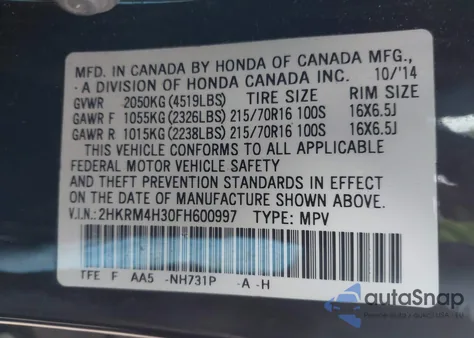 MFD. IN CANADA BY HONDA OF CANADA MFG.,
A DIVISION OF HONDA CANADA INC. 10/'14
GVWR 2050KG (4519LBS) TIRE SIZE RIM SIZE
GAWR F 1055KG (2326LBS) 215/70R16 100S 16X6.5J
GAWR R 1015KG (2238LBS) 215/70R16 100S 16X6.5J
THIS VEHICLE CONFORMS TO ALL APPLICABLE
FEDERAL MOTOR VEHICLE SAFETY
AND THEFT PREVENTION STANDARDS IN EFFECT
ON THE DATE OF MANUFACTURE SHOWN ABOVE.
V.I.N.: 2HKRM4H30FH600997 TYPE: MPV
TFE F AA5 -NH731P -A -H
autoSnap